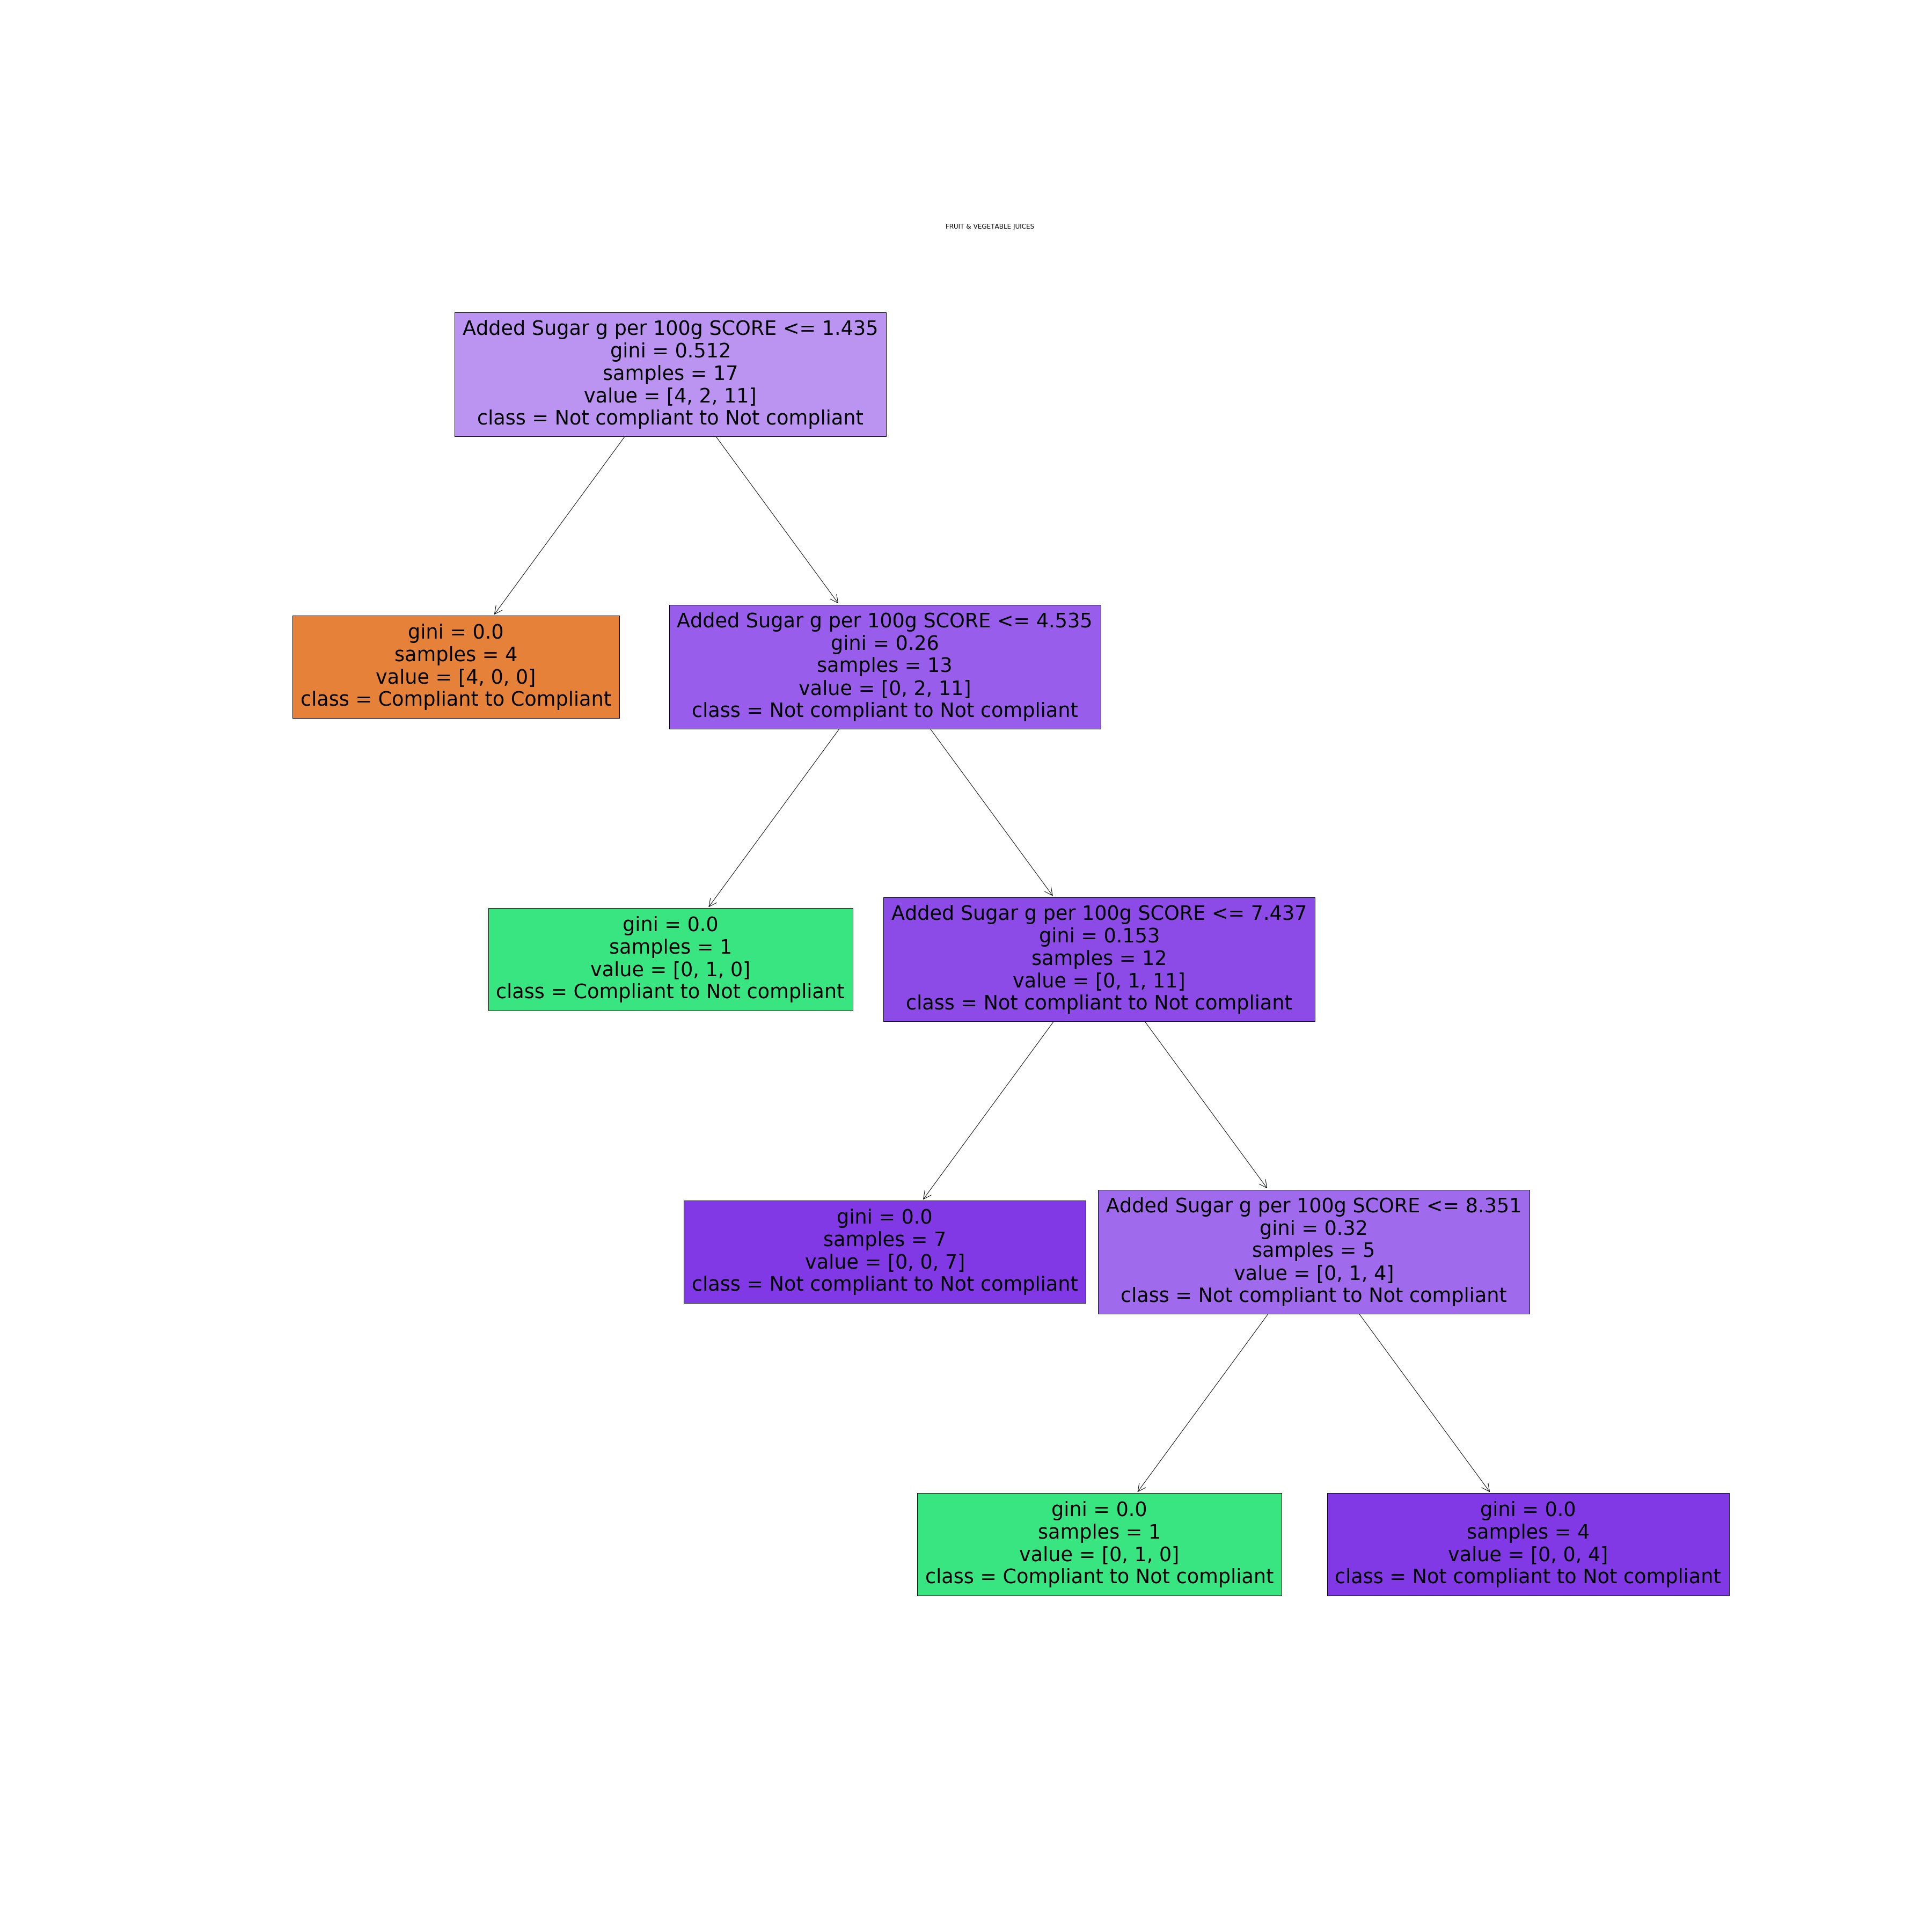 FRUIT & VEGETABLE JUICES
Added Sugar g per 100g SCORE <= 1.435
gini = 0.512
samples = 17
value = [4, 2, 11]
class = Not compliant to Not compliant
gini = 0.0
samples = 4
value = [4, 0, 0]
class = Compliant to Compliant
Added Sugar g per 100g SCORE <= 4.535
gini = 0.26
samples = 13
value = [0, 2, 11]
class = Not compliant to Not compliant
gini = 0.0
samples = 1
value = [0, 1, 0]
class = Compliant to Not compliant
Added Sugar g per 100g SCORE <= 7.437
gini = 0.153
samples = 12
value = [0, 1, 11]
class = Not compliant to Not compliant
gini = 0.0
samples = 7
value = [0, 0, 7]
class = Not compliant to Not compliant
Added Sugar g per 100g SCORE <= 8.351
gini = 0.32
samples = 5
value = [0, 1, 4]
class = Not compliant to Not compliant
gini = 0.0
samples = 1
value = [0, 1, 0]
class = Compliant to Not compliant
gini = 0.0
samples = 4
value = [0, 0, 4]
class = Not compliant to Not compliant